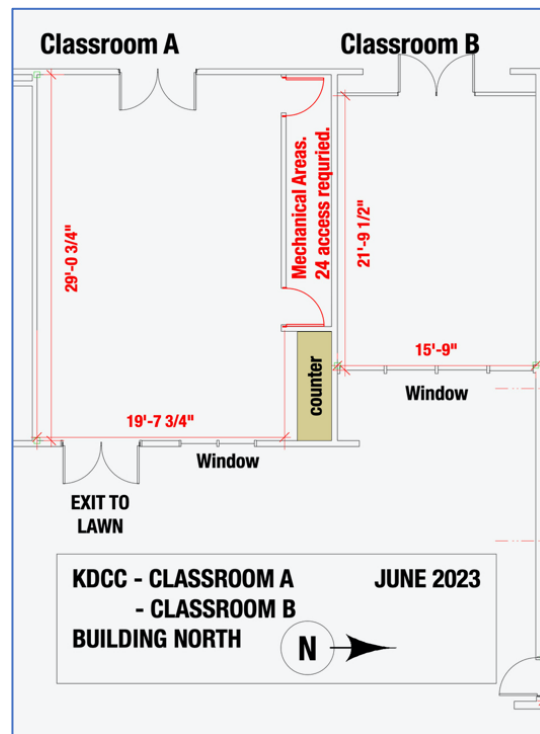 Classroom A
Classroom B
Mechanical Areas.
24 access requried.
29'-0 3/4"
21'-9 1/2"
15'-9"
counter
Window
19'-7 3/4"
Window
EXIT TO
LAWN
KDCC - CLASSROOM A JUNE 2023
- CLASSROOM B
BUILDING NORTH
N